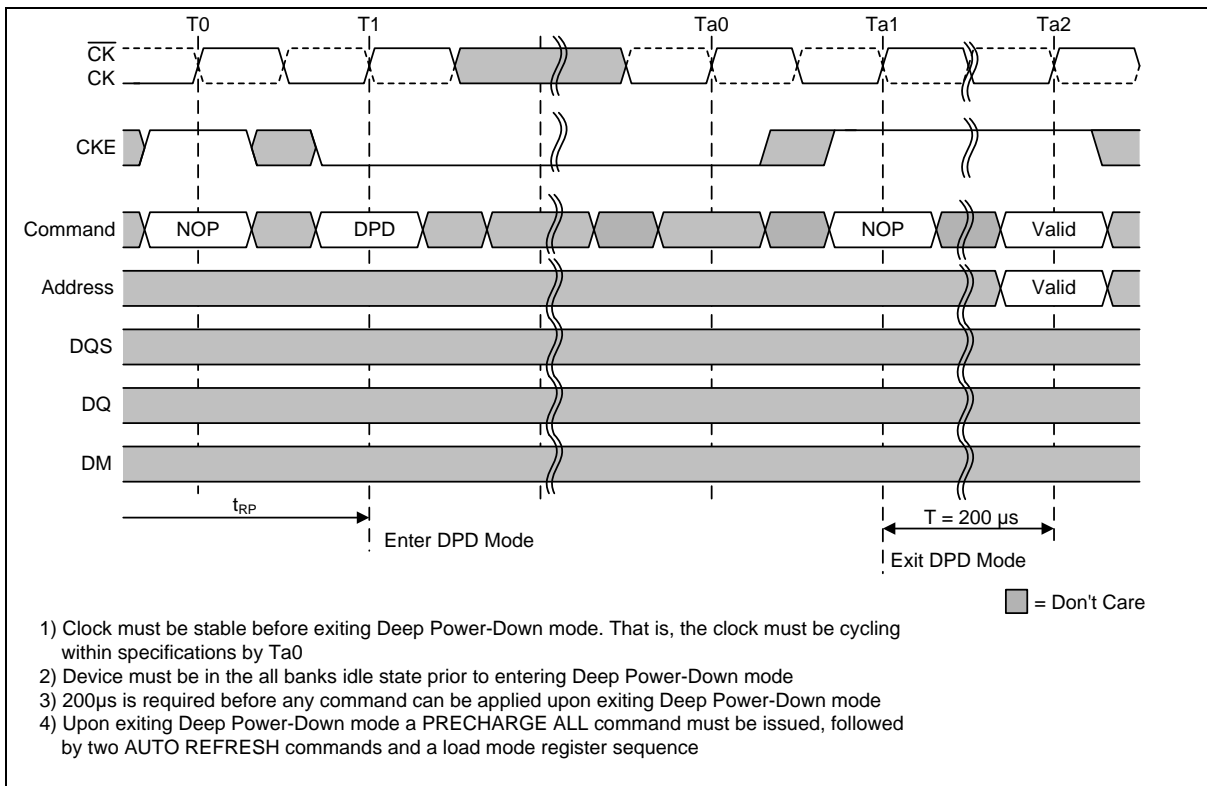 T0 T1 Ta0 Ta1 Ta2
CK
CK
CKE
Command NOP DPD NOP Valid
Address Valid
DQS
DQ
DM
tRP T = 200 µs
Enter DPD Mode
Exit DPD Mode
= Don't Care
1) Clock must be stable before exiting Deep Power-Down mode. That is, the clock must be cycling
within specifications by Ta0
2) Device must be in the all banks idle state prior to entering Deep Power-Down mode
3) 200µs is required before any command can be applied upon exiting Deep Power-Down mode
4) Upon exiting Deep Power-Down mode a PRECHARGE ALL command must be issued, followed
by two AUTO REFRESH commands and a load mode register sequence